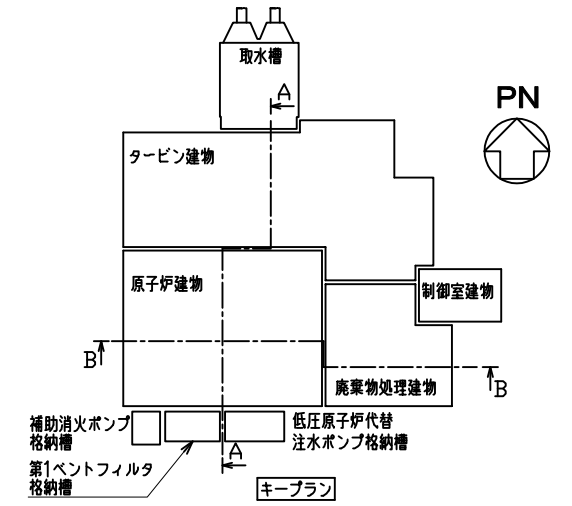 取水槽
A
PN
タービン建物
原子炉建物
制御室建物
B
廃棄物処理建物
B
補助消火ポンプ
格納槽
低圧原子炉代替
注水ポンプ格納槽
A
第1ベントフィルタ
格納槽
キープラン